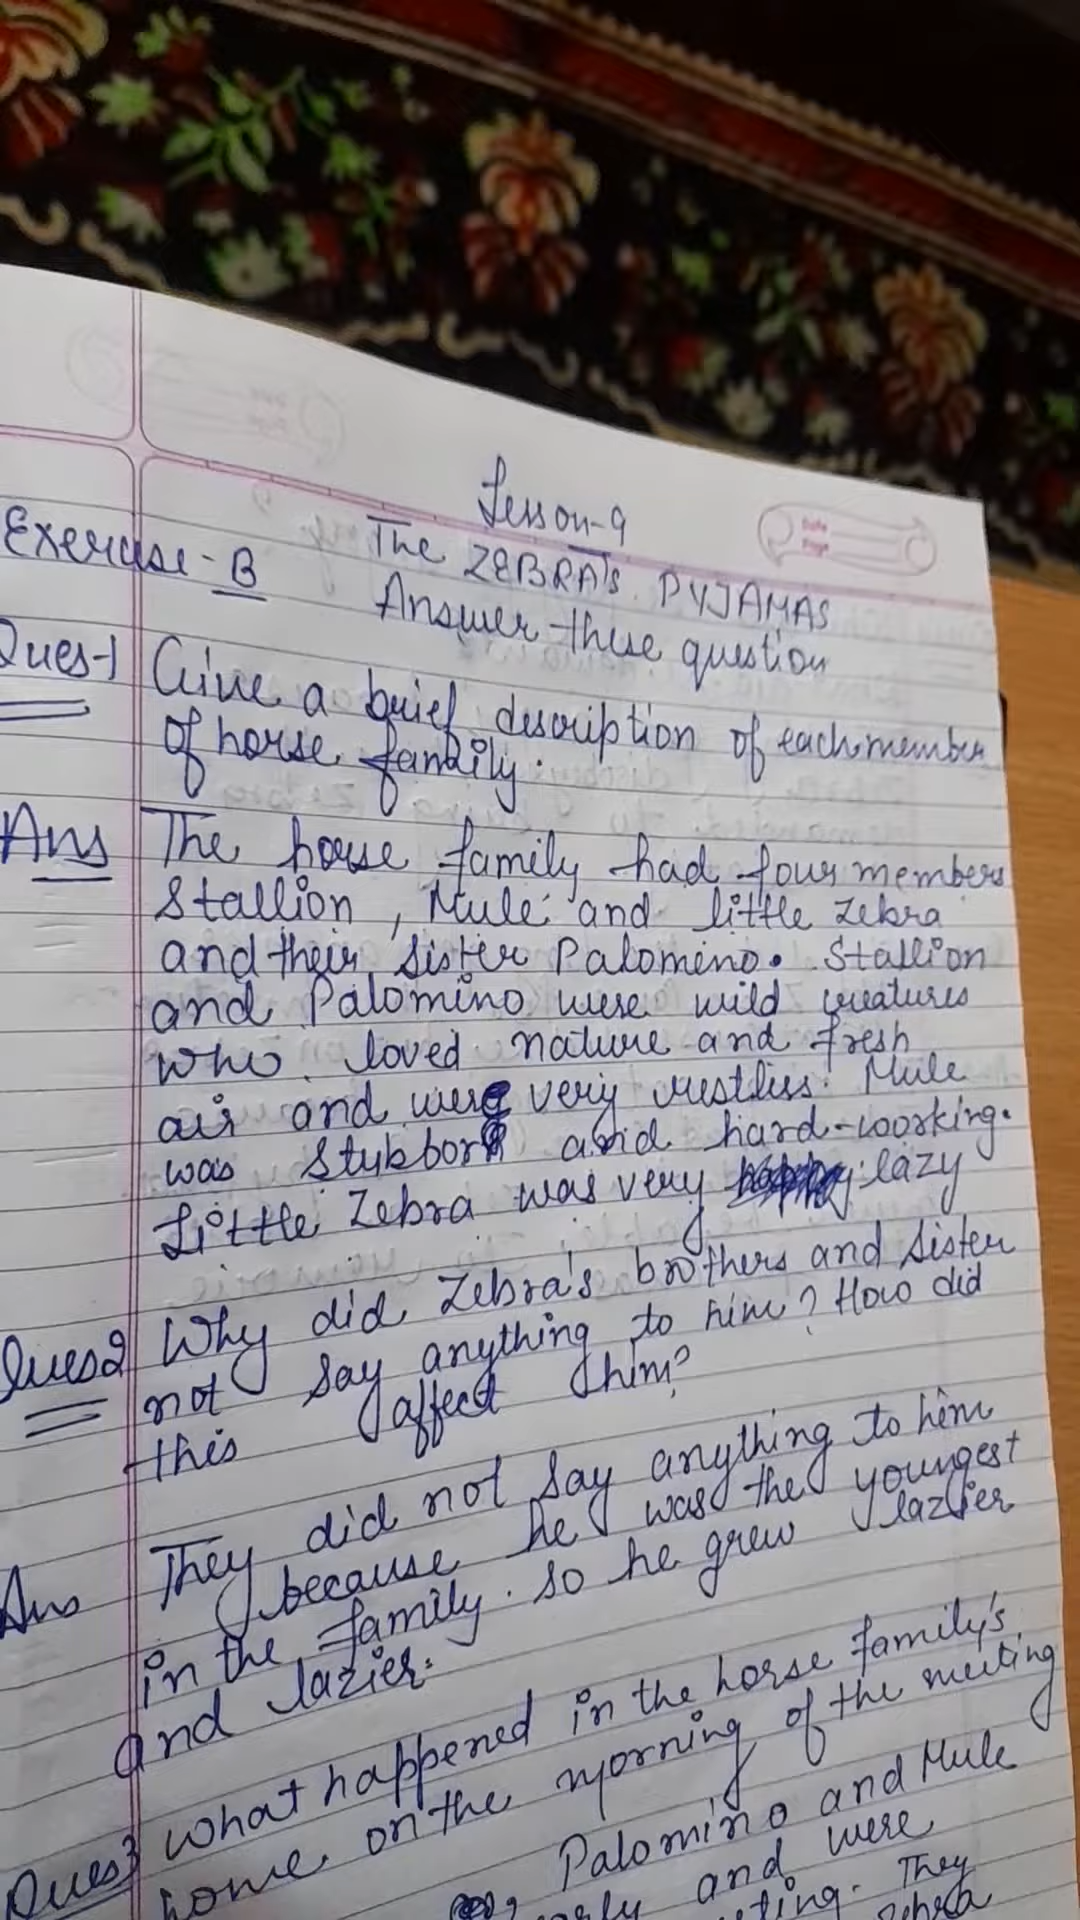 Lesson-9
The ZEBRA's PYJAMAS
Exercise-B
Answer these question
Ques-1 Give a brief description of each member
of horse family.
Ans The horse family had four members
Stallion, Mule and little Zebra
and their sister Palomino. Stallion
and Palomino were wild creatures
who loved nature and fresh
air and were very restless. Mule
was stubborn and hard-working.
Little Zebra was very lazy
Ques2 Why did Zebra's brothers and sister
not say anything to him? How did
this affect him?
Ans They did not say anything to him
because he was the youngest
in the family. so he grew lazier
and lazier.
Ques3 What happened in the horse family's
home on the morning of the meeting
Palomino and Mule
and were
They
Zebra